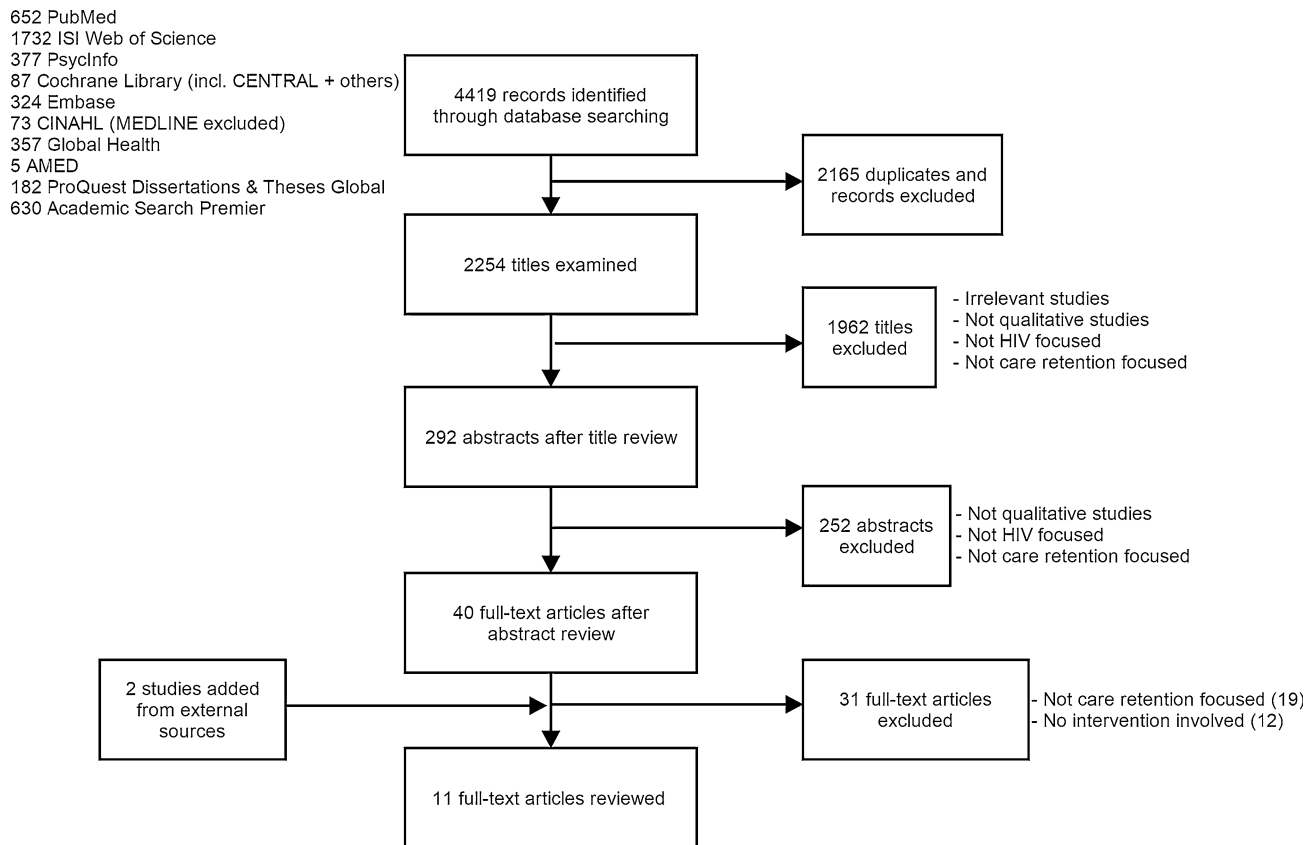 652 PubMed
1732 ISI Web of Science
377 PsycInfo
87 Cochrane Library (incl. CENTRAL + others)
324 Embase
73 CINAHL (MEDLINE excluded)
357 Global Health
5 AMED
182 ProQuest Dissertations & Theses Global
630 Academic Search Premier
4419 records identified
through database searching
2165 duplicates and
records excluded
2254 titles examined
1962 titles
excluded
- Irrelevant studies
- Not qualitative studies
- Not HIV focused
- Not care retention focused
292 abstracts after title review
252 abstracts
excluded
- Not qualitative studies
- Not HIV focused
- Not care retention focused
40 full-text articles after
abstract review
2 studies added
from external
sources
31 full-text articles
excluded
- Not care retention focused (19)
- No intervention involved (12)
11 full-text articles reviewed